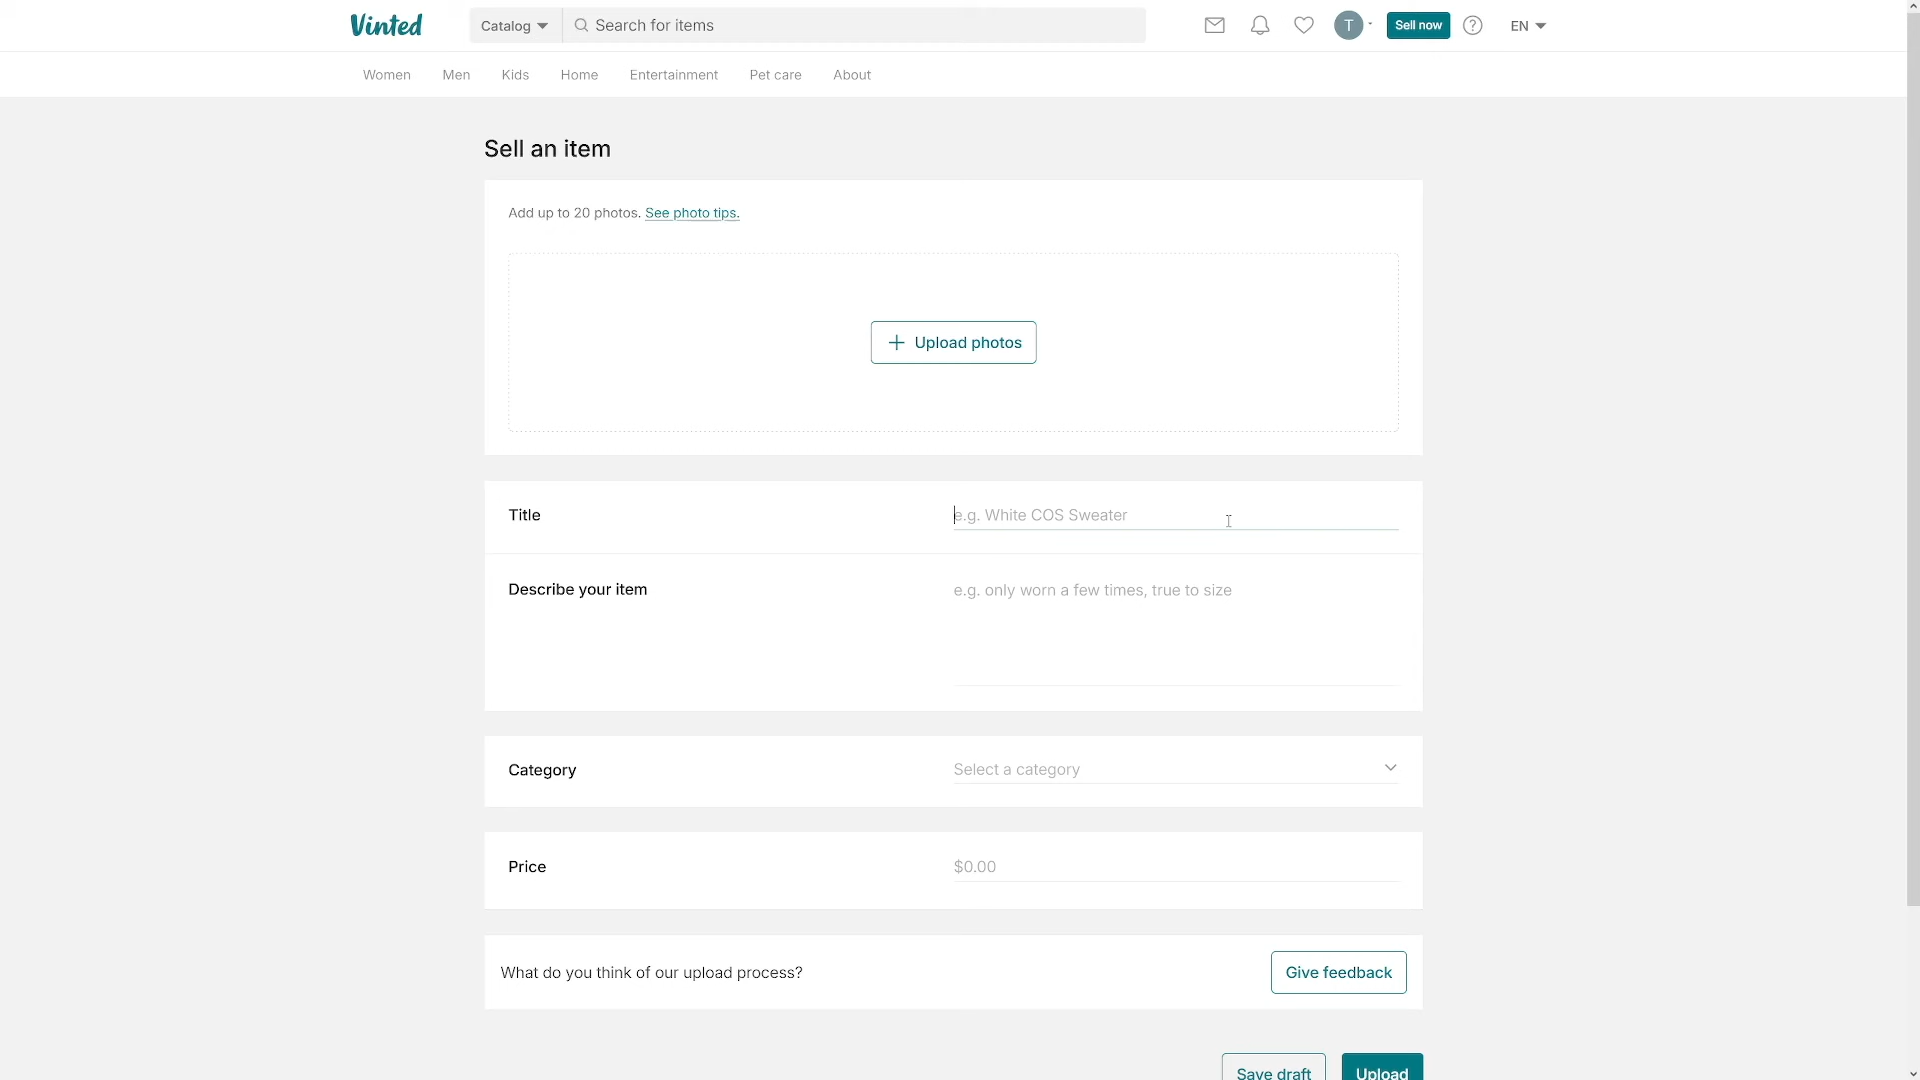 Vinted
Catalog
Search for items
T
Sell now
?
EN
Women Men Kids Home Entertainment Pet care About
Sell an item
Add up to 20 photos. See photo tips.
+ Upload photos
Title
e.g. White COS Sweater
Describe your item
e.g. only worn a few times, true to size
Category
Select a category
Price
$0.00
What do you think of our upload process?
Give feedback
Save draft
Upload